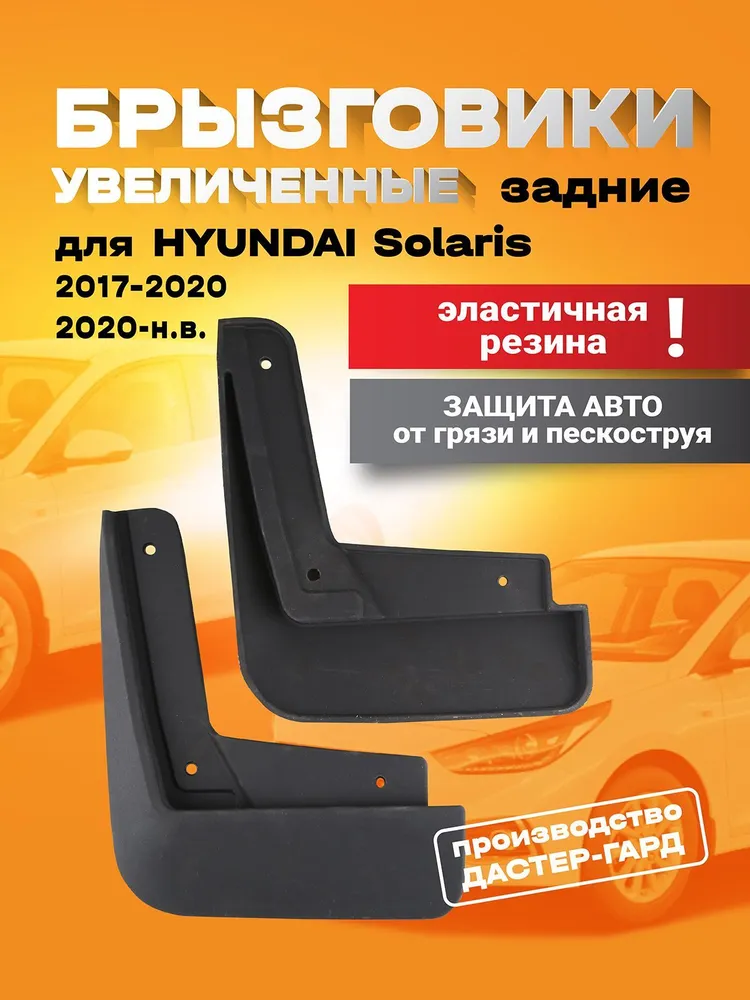 БРЫЗГОВИКИ
УВЕЛИЧЕННЫЕ задние
для HYUNDAI Solaris
2017-2020
2020-н.в.
эластичная
резина !
ЗАЩИТА АВТО
от грязи и пескоструя
производство
ДАСТЕР-ГАРД